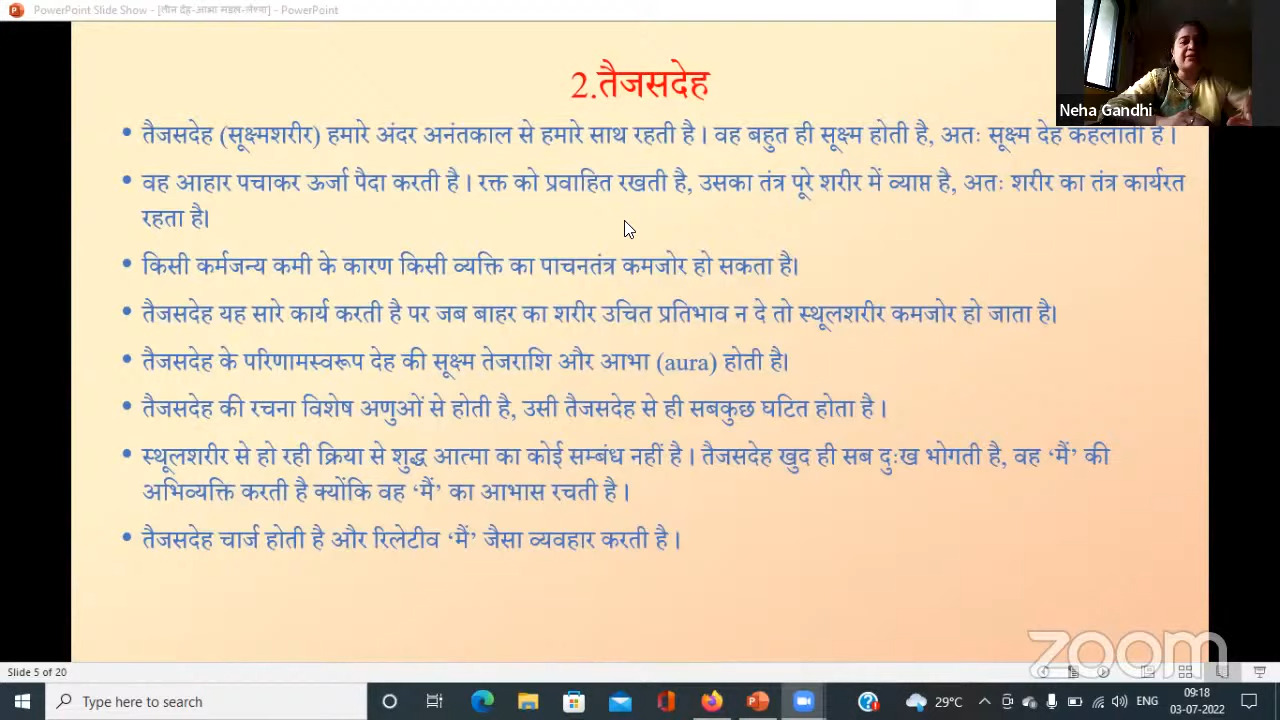 PowerPoint Slide Show - [तीन देह-आभा मंडल-लेश्या] - PowerPoint
Neha Gandhi
2.तैजसदेह
• तैजसदेह (सूक्ष्मशरीर) हमारे अंदर अनंतकाल से हमारे साथ रहती है। वह बहुत ही सूक्ष्म होती है, अतः सूक्ष्म देह कहलाती है।
• वह आहार पचाकर ऊर्जा पैदा करती है। रक्त को प्रवाहित रखती है, उसका तंत्र पूरे शरीर में व्याप्त है, अतः शरीर का तंत्र कार्यरत
रहता है।
• किसी कर्मजन्य कमी के कारण किसी व्यक्ति का पाचनतंत्र कमजोर हो सकता है।
• तैजसदेह यह सारे कार्य करती है पर जब बाहर का शरीर उचित प्रतिभाव न दे तो स्थूलशरीर कमजोर हो जाता है।
• तैजसदेह के परिणामस्वरूप देह की सूक्ष्म तेजराशि और आभा (aura) होती है।
• तैजसदेह की रचना विशेष अणुओं से होती है, उसी तैजसदेह से ही सबकुछ घटित होता है।
• स्थूलशरीर से हो रही क्रिया से शुद्ध आत्मा का कोई सम्बंध नहीं है। तैजसदेह खुद ही सब दुःख भोगती है, वह ‘मैं’ की
अभिव्यक्ति करती है क्योंकि वह ‘मैं’ का आभास रचती है।
• तैजसदेह चार्ज होती है और रिलेटीव ‘मैं’ जैसा व्यवहार करती है।
zoom
Slide 5 of 20
Type here to search
29°C
ENG
09:18
03-07-2022